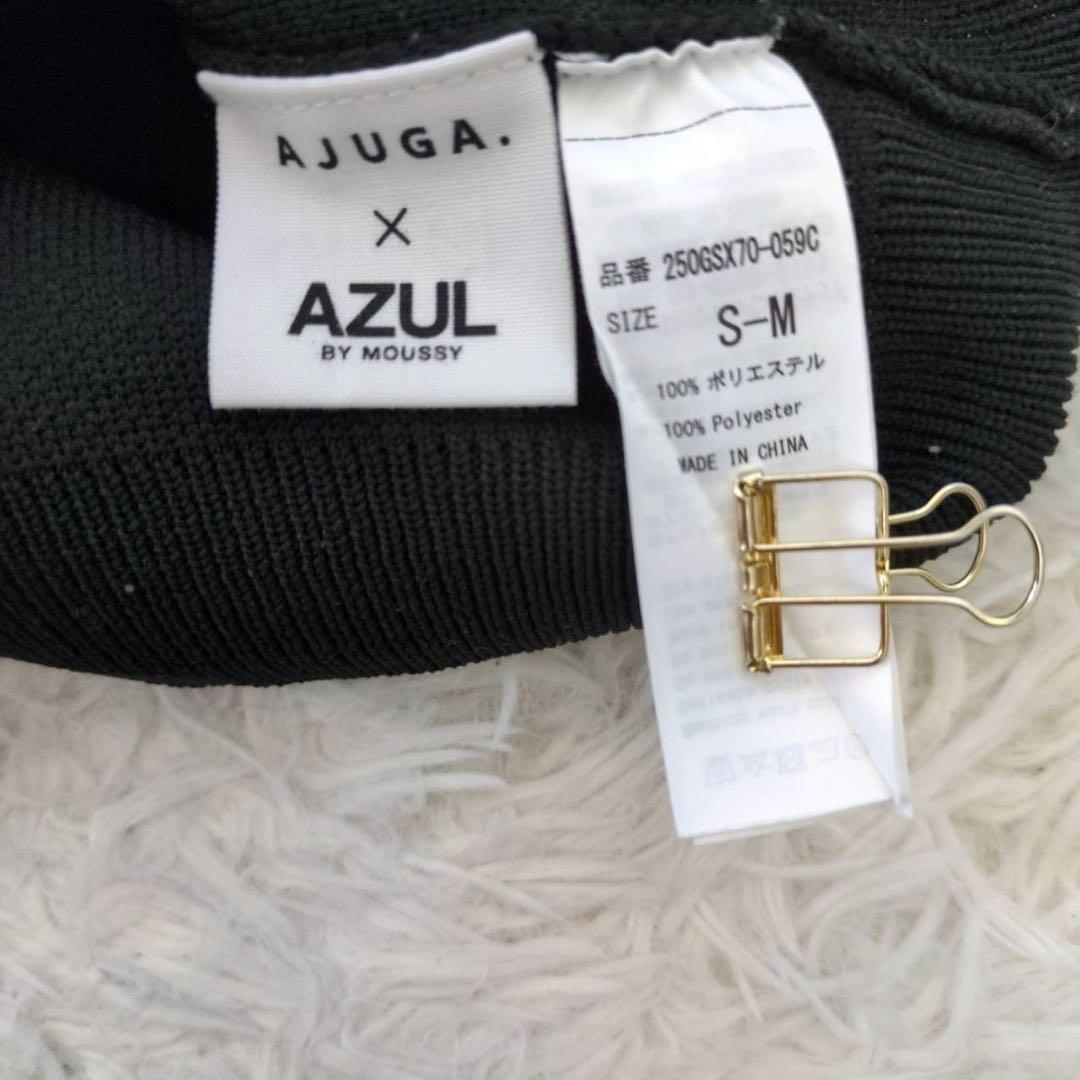 AJUGA.
×
AZUL
BY MOUSSY
品番 250GSX70-059C
SIZE S-M
100% ポリエステル
100% Polyester
MADE IN CHINA